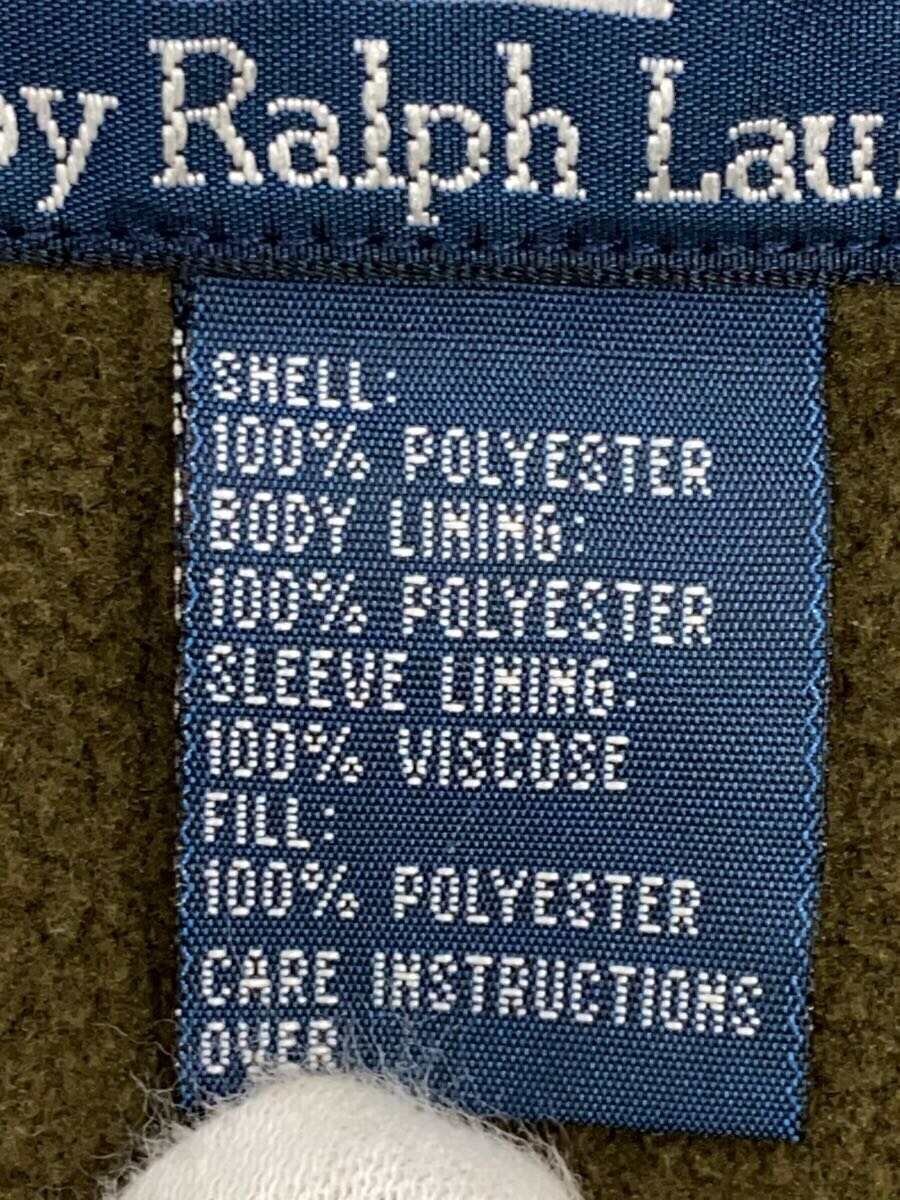 by Ralph Lau
SHELL:
100% POLYESTER
BODY LINING:
100% POLYESTER
SLEEVE LINING:
100% VISCOSE
FILL:
100% POLYESTER
CARE INSTRUCTIONS
OVER